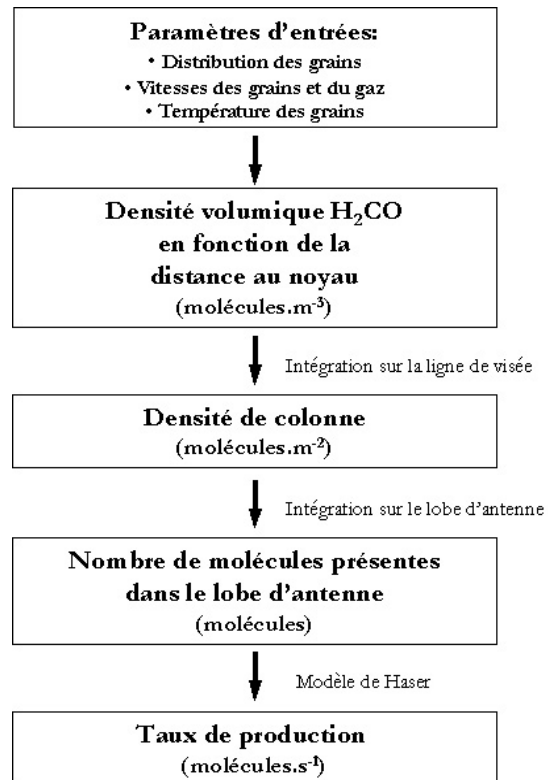 Paramètres d'entrées:
• Distribution des grains
• Vitesses des grains et du gaz
• Température des grains
Densité volumique H₂CO
en fonction de la
distance au noyau
(molécules.m⁻³)
Intégration sur la ligne de visée
Densité de colonne
(molécules.m⁻²)
Intégration sur le lobe d'antenne
Nombre de molécules présentes
dans le lobe d'antenne
(molécules)
Modèle de Haser
Taux de production
(molécules.s⁻¹)